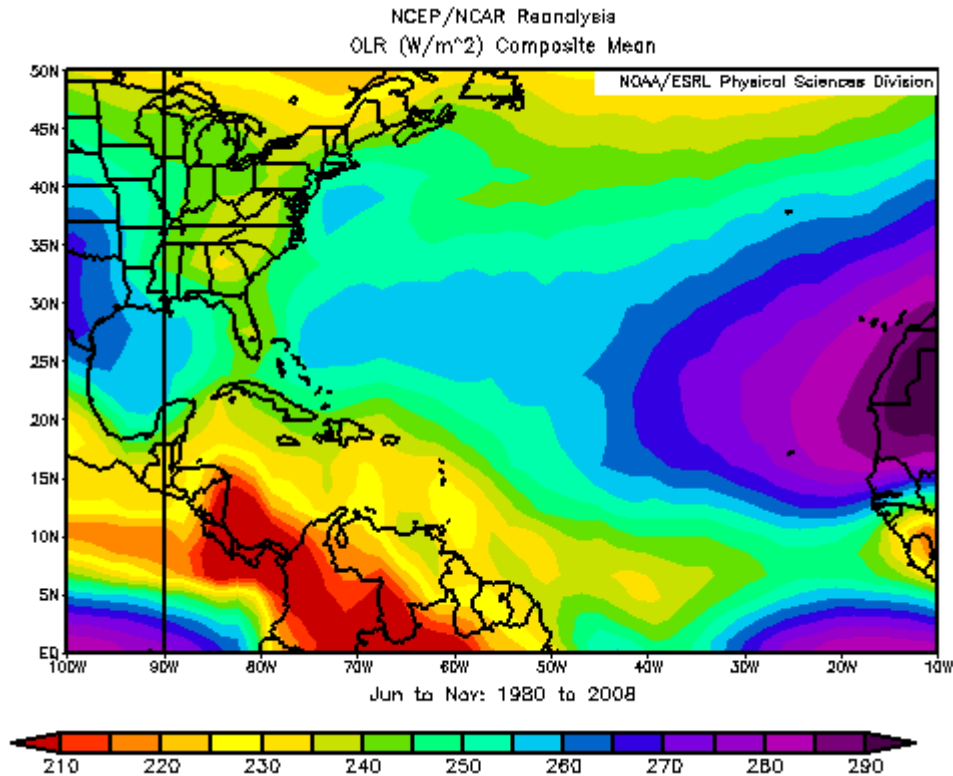 NCEP/NCAR Reanalysis
OLR (W/m^2) Composite Mean
NOAA/ESRL Physical Sciences Division
50N
45N
40N
35N
30N
25N
20N
15N
10N
5N
EQ
100W 90W 80W 70W 60W 50W 40W 30W 20W 10W
Jun to Nov: 1980 to 2008
210 220 230 240 250 260 270 280 290